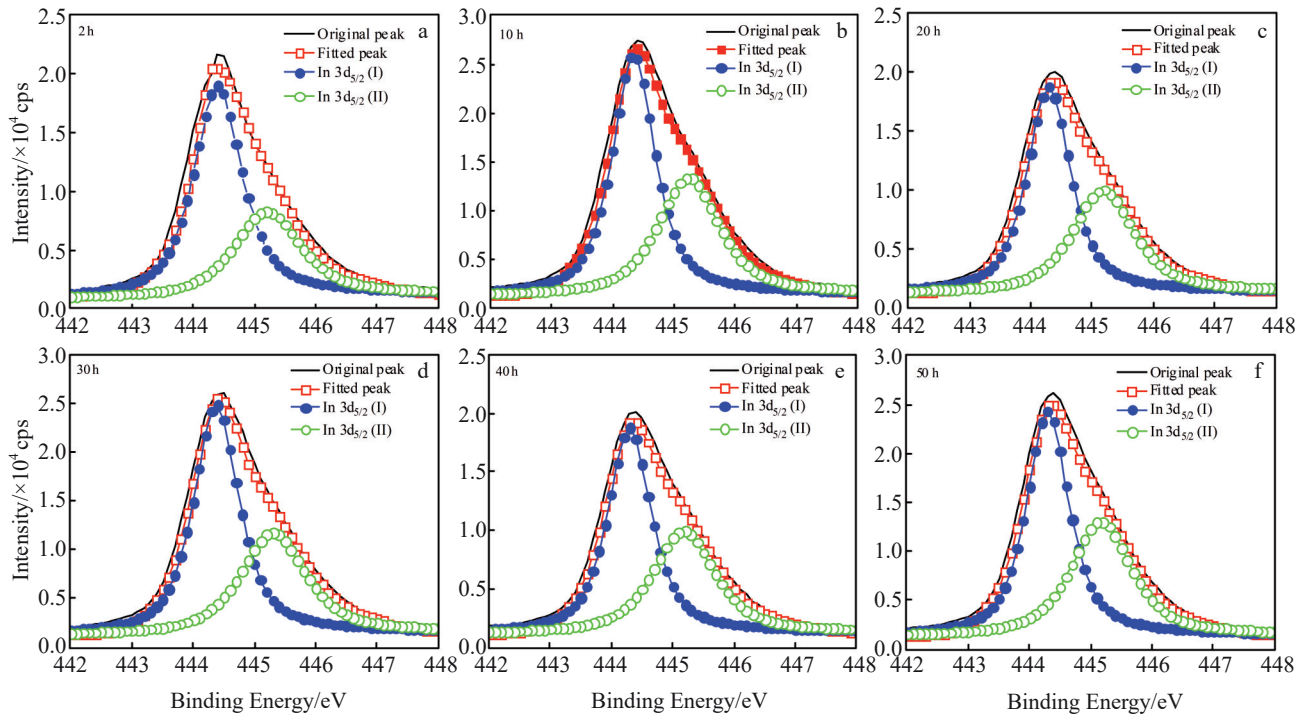 Intensity/×10⁴ cps
2.5
2.0
1.5
1.0
0.5
0.0
2 h
a
Original peak
Fitted peak
In 3d₅/₂ (I)
In 3d₅/₂ (II)
442 443 444 445 446 447 448
3.0
2.5
2.0
1.5
1.0
0.5
0.0
10 h
b
Original peak
Fitted peak
In 3d₅/₂ (I)
In 3d₅/₂ (II)
442 443 444 445 446 447 448
2.5
2.0
1.5
1.0
0.5
0.0
20 h
c
Original peak
Fitted peak
In 3d₅/₂ (I)
In 3d₅/₂ (II)
442 443 444 445 446 447 448
Intensity/×10⁴ cps
3.0
2.5
2.0
1.5
1.0
0.5
0.0
30 h
d
Original peak
Fitted peak
In 3d₅/₂ (I)
In 3d₅/₂ (II)
442 443 444 445 446 447 448
Binding Energy/eV
2.5
2.0
1.5
1.0
0.5
0.0
40 h
e
Original peak
Fitted peak
In 3d₅/₂ (I)
In 3d₅/₂ (II)
442 443 444 445 446 447 448
Binding Energy/eV
3.0
2.5
2.0
1.5
1.0
0.5
0.0
50 h
f
Original peak
Fitted peak
In 3d₅/₂ (I)
In 3d₅/₂ (II)
442 443 444 445 446 447 448
Binding Energy/eV